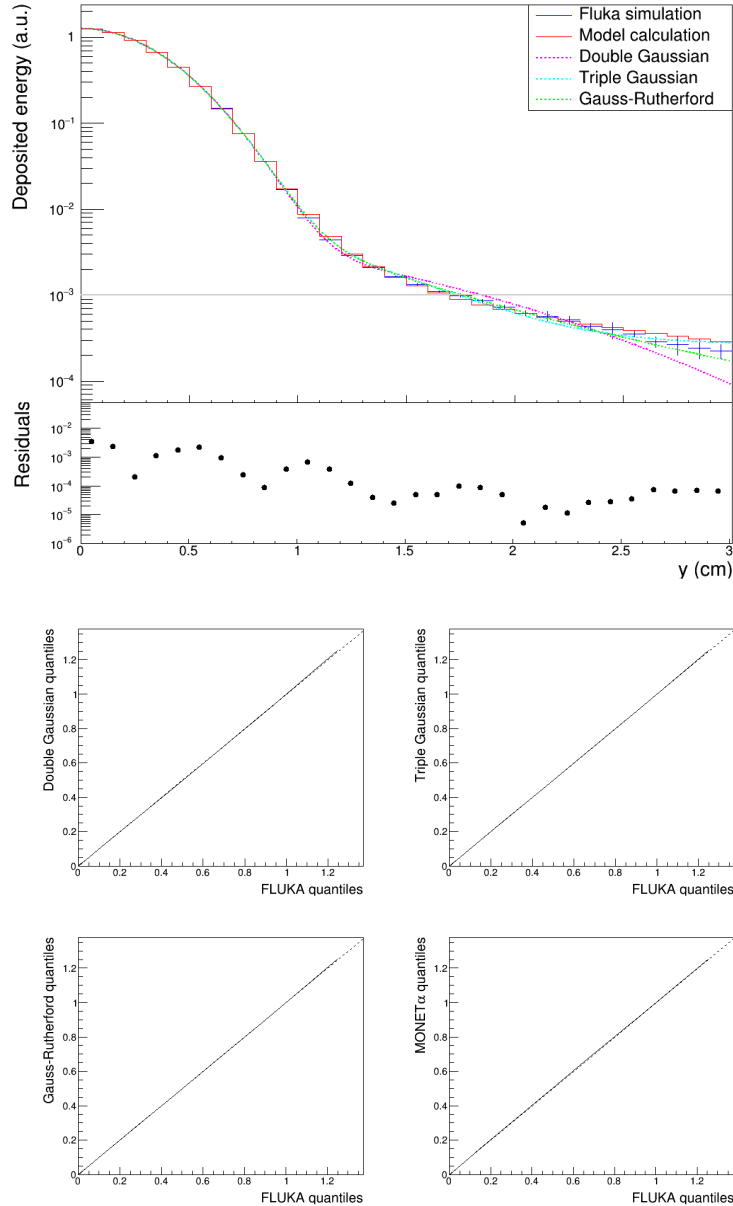 Fluka simulation
Model calculation
Double Gaussian
Triple Gaussian
Gauss-Rutherford
Deposited energy (a.u.)
1
10⁻¹
10⁻²
10⁻³
10⁻⁴
Residuals
10⁻²
10⁻³
10⁻⁴
10⁻⁵
10⁻⁶
0 0.5 1 1.5 2 2.5 3
y (cm)
Double Gaussian quantiles
1.2
1
0.8
0.6
0.4
0.2
0
0 0.2 0.4 0.6 0.8 1 1.2
FLUKA quantiles
Triple Gaussian quantiles
1.2
1
0.8
0.6
0.4
0.2
0
0 0.2 0.4 0.6 0.8 1 1.2
FLUKA quantiles
Gauss-Rutherford quantiles
1.2
1
0.8
0.6
0.4
0.2
0
0 0.2 0.4 0.6 0.8 1 1.2
FLUKA quantiles
MONETα quantiles
1.2
1
0.8
0.6
0.4
0.2
0
0 0.2 0.4 0.6 0.8 1 1.2
FLUKA quantiles